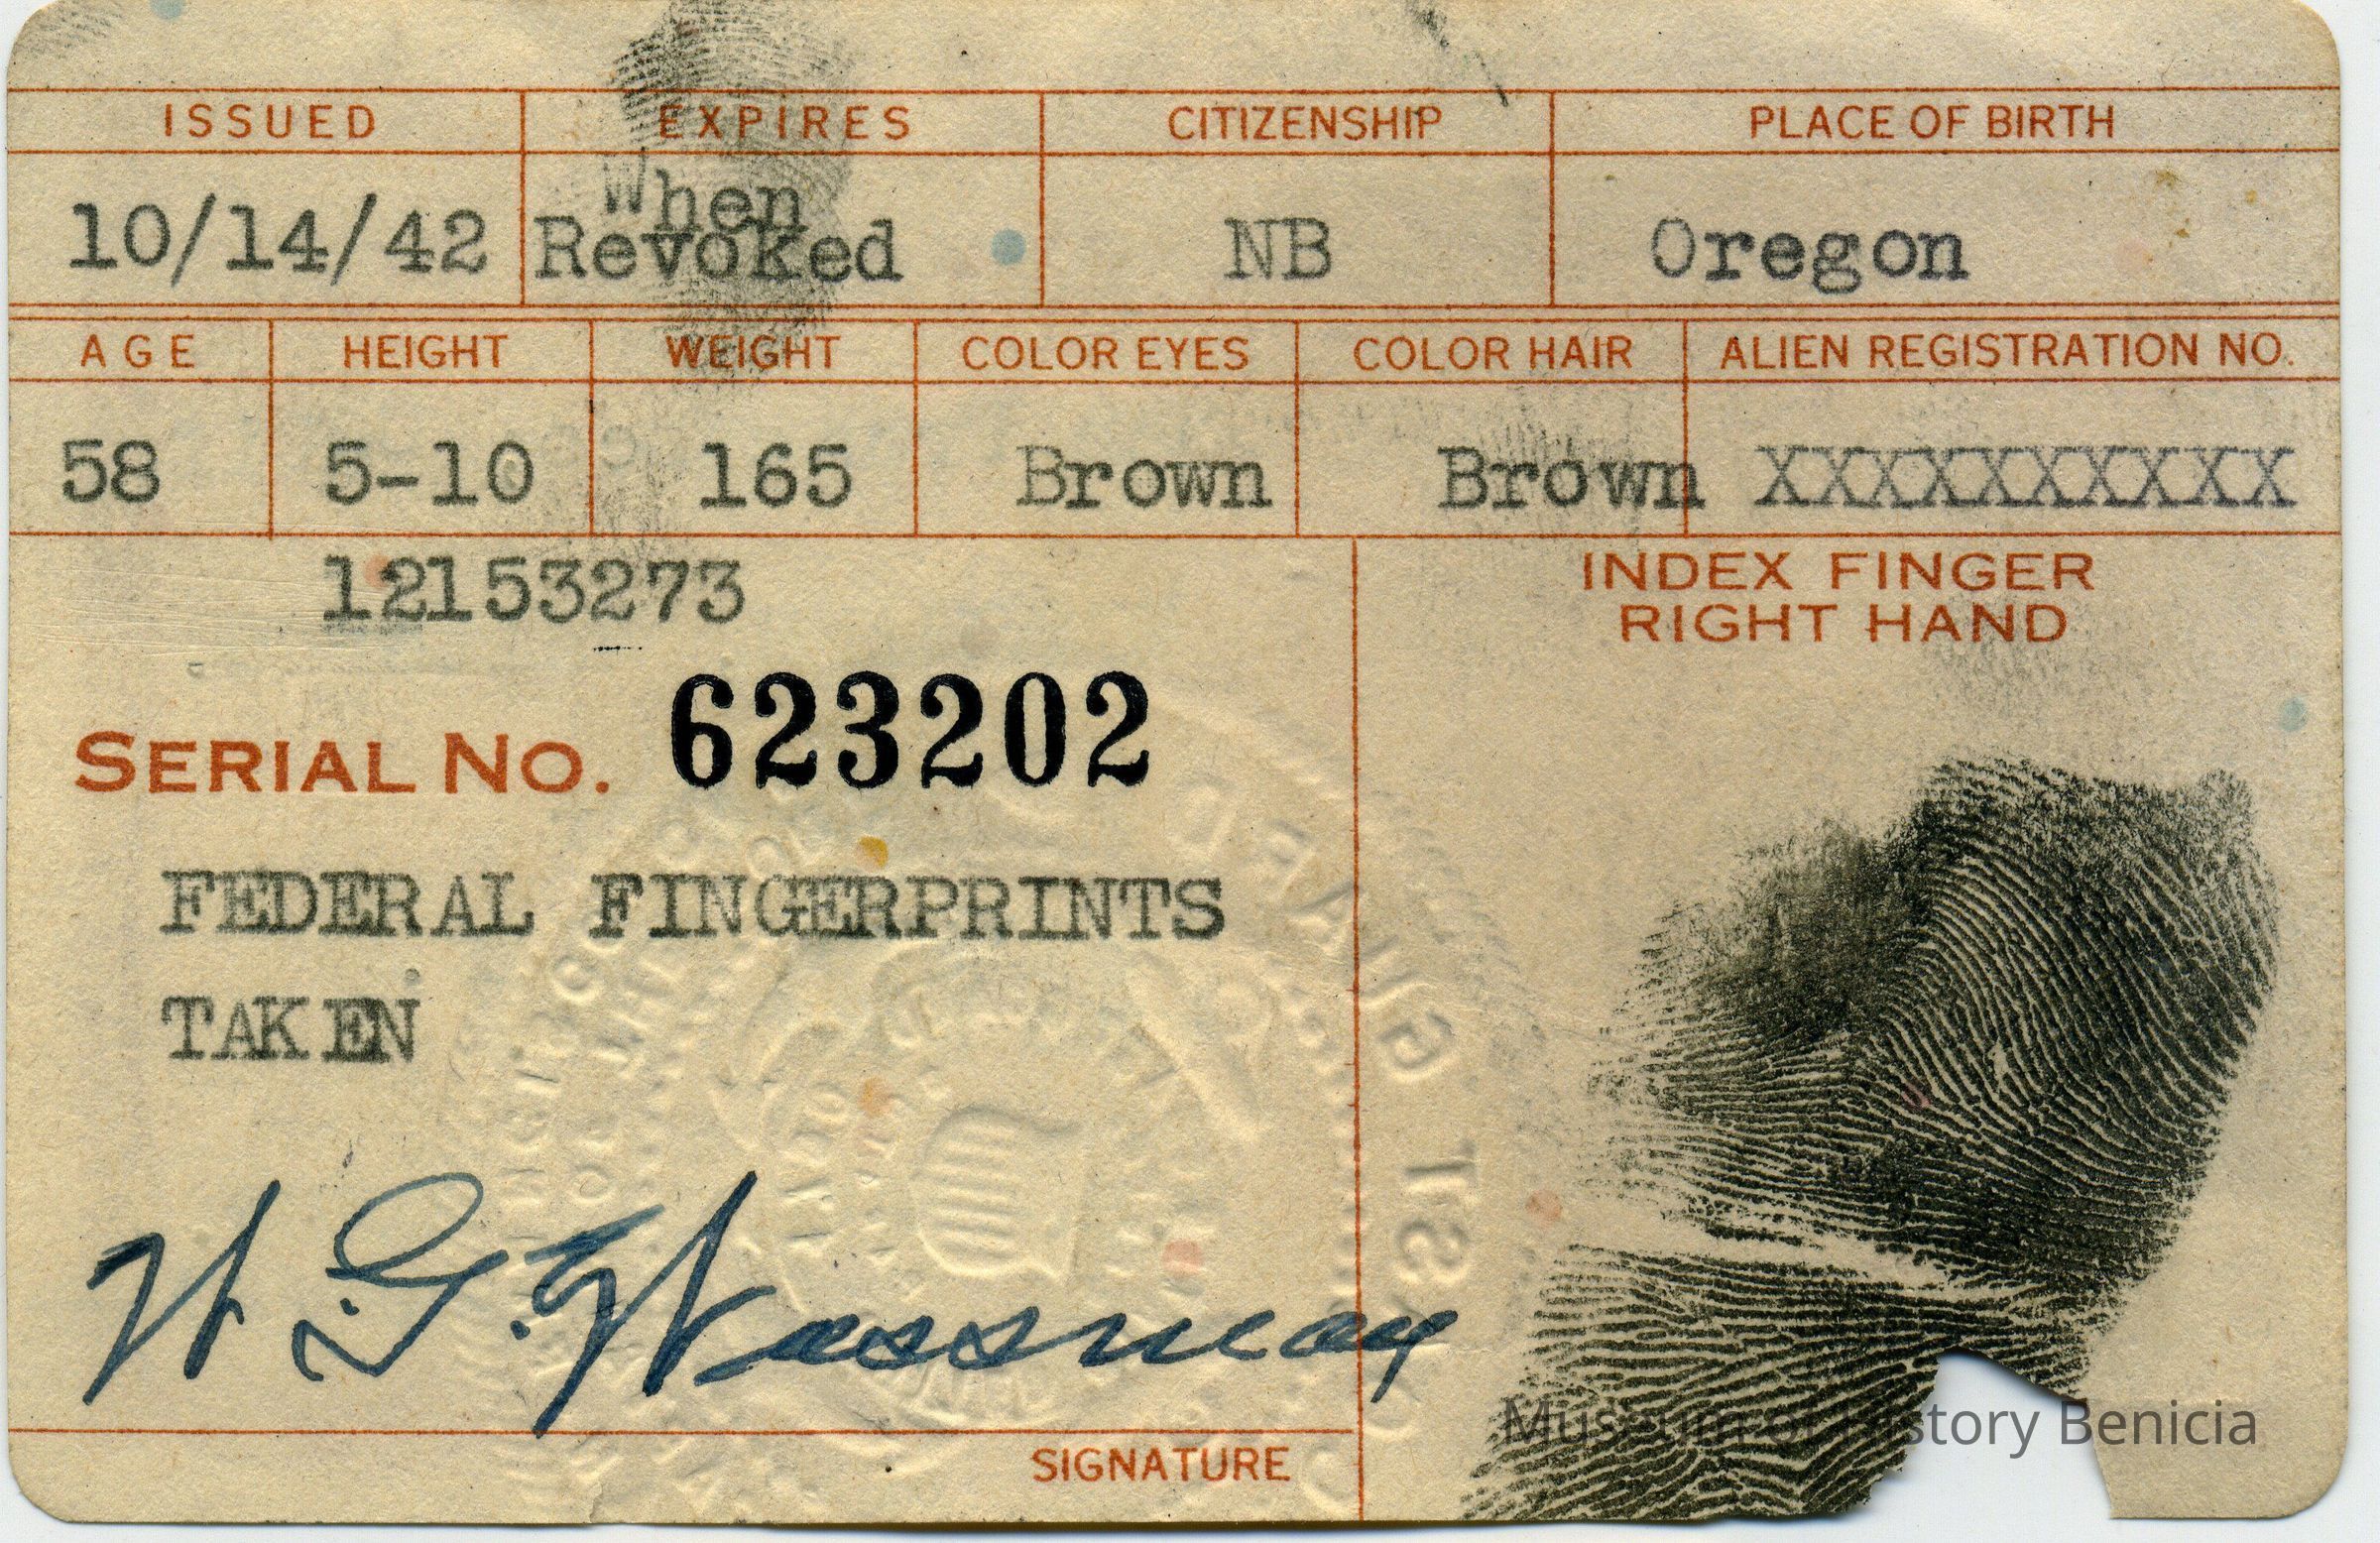 ISSUED EXPIRES CITIZENSHIP PLACE OF BIRTH
10/14/42 When Revoked NB Oregon
AGE HEIGHT WEIGHT COLOR EYES COLOR HAIR ALIEN REGISTRATION NO.
58 5-10 165 Brown Brown XXXXXXXXXX
12153273
INDEX FINGER
RIGHT HAND
SERIAL NO. 623202
FEDERAL FINGERPRINTS
TAKEN
W. G. Wassmay
SIGNATURE
Museum of History Benicia